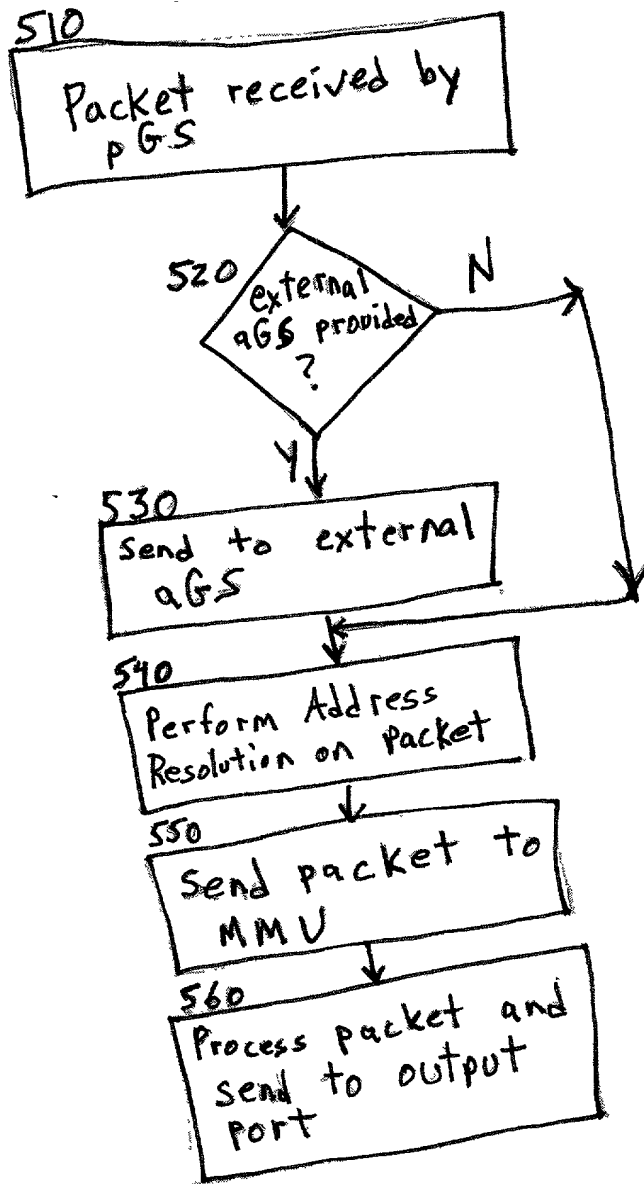 510
Packet received by
pGS
520
N
external
aGS provided
?
Y
530
send to external
aGS
540
Perform Address
Resolution on packet
550
Send packet to
MMU
560
Process packet and
send to output
port